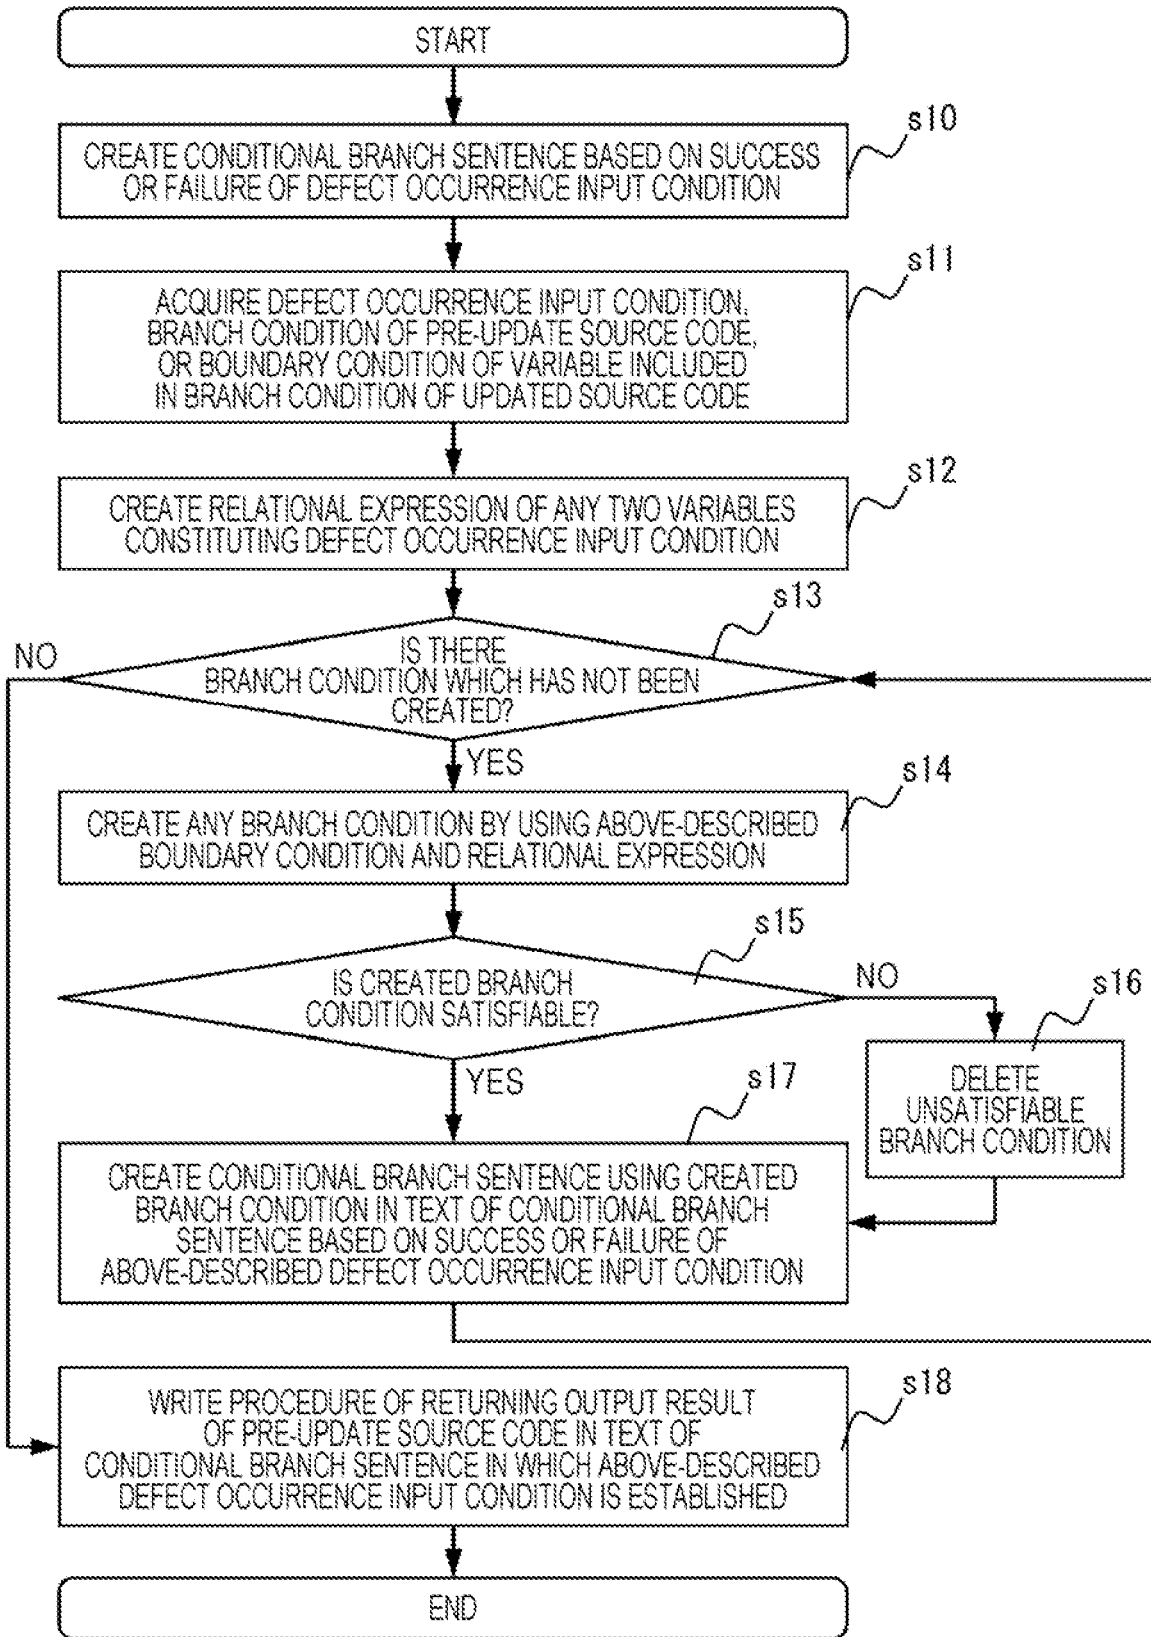 START
s10
CREATE CONDITIONAL BRANCH SENTENCE BASED ON SUCCESS
OR FAILURE OF DEFECT OCCURRENCE INPUT CONDITION
s11
ACQUIRE DEFECT OCCURRENCE INPUT CONDITION,
BRANCH CONDITION OF PRE-UPDATE SOURCE CODE,
OR BOUNDARY CONDITION OF VARIABLE INCLUDED
IN BRANCH CONDITION OF UPDATED SOURCE CODE
s12
CREATE RELATIONAL EXPRESSION OF ANY TWO VARIABLES
CONSTITUTING DEFECT OCCURRENCE INPUT CONDITION
s13
NO
IS THERE
BRANCH CONDITION WHICH HAS NOT BEEN
CREATED?
YES
s14
CREATE ANY BRANCH CONDITION BY USING ABOVE-DESCRIBED
BOUNDARY CONDITION AND RELATIONAL EXPRESSION
s15
IS CREATED BRANCH
CONDITION SATISFIABLE?
NO
s16
YES
DELETE
UNSATISFIABLE
BRANCH CONDITION
s17
CREATE CONDITIONAL BRANCH SENTENCE USING CREATED
BRANCH CONDITION IN TEXT OF CONDITIONAL BRANCH
SENTENCE BASED ON SUCCESS OR FAILURE OF
ABOVE-DESCRIBED DEFECT OCCURRENCE INPUT CONDITION
s18
WRITE PROCEDURE OF RETURNING OUTPUT RESULT
OF PRE-UPDATE SOURCE CODE IN TEXT OF
CONDITIONAL BRANCH SENTENCE IN WHICH ABOVE-DESCRIBED
DEFECT OCCURRENCE INPUT CONDITION IS ESTABLISHED
END